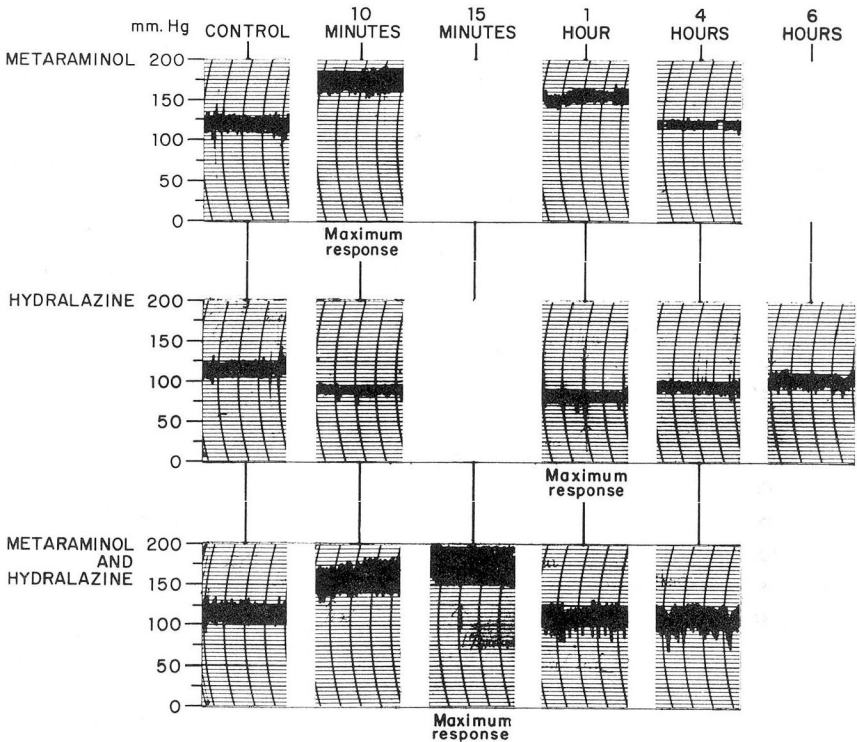 mm. Hg
CONTROL
10
MINUTES
15
MINUTES
1
HOUR
4
HOURS
6
HOURS
METARAMINOL
200
150
100
50
0
Maximum
response
HYDRALAZINE
200
150
100
50
0
Maximum
response
METARAMINOL
AND
HYDRALAZINE
200
150
100
50
0
Maximum
response